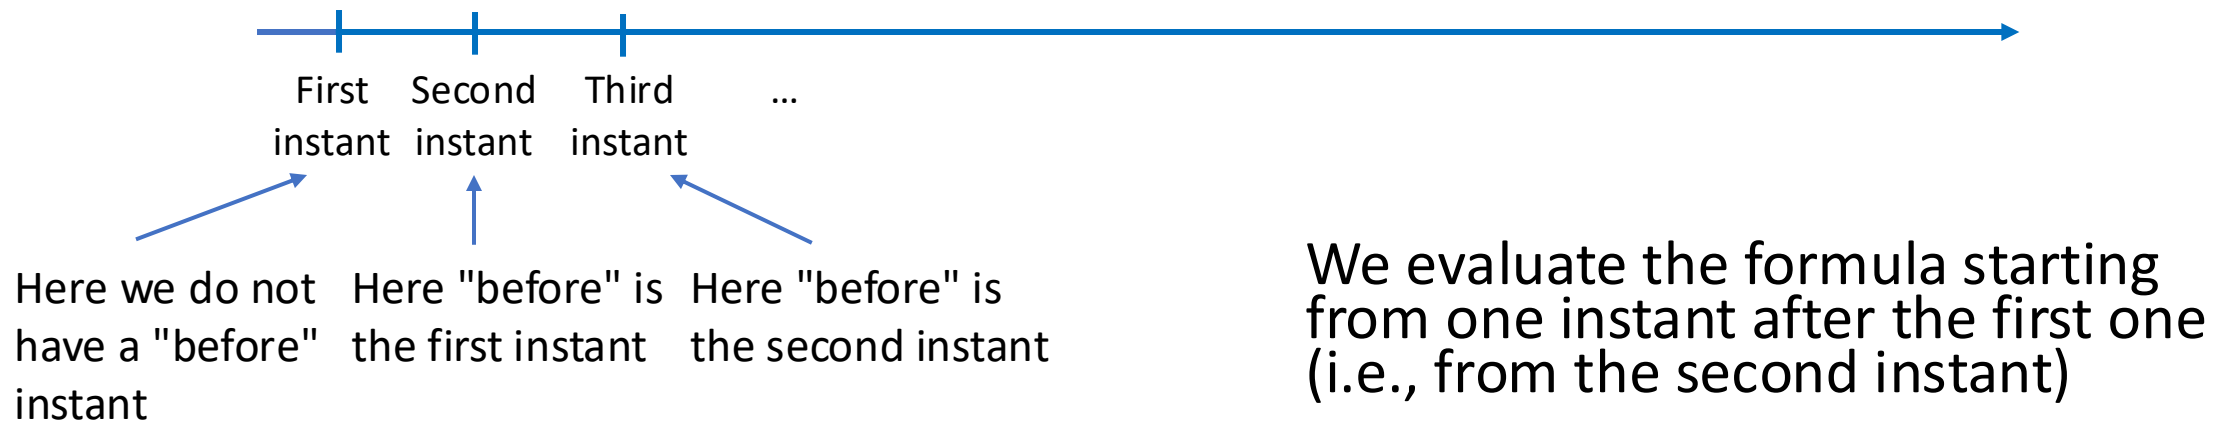 First
instant
Second
instant
Third
instant
...
Here we do not
have a "before"
instant
Here "before" is
the first instant
Here "before" is
the second instant
We evaluate the formula starting
from one instant after the first one
(i.e., from the second instant)